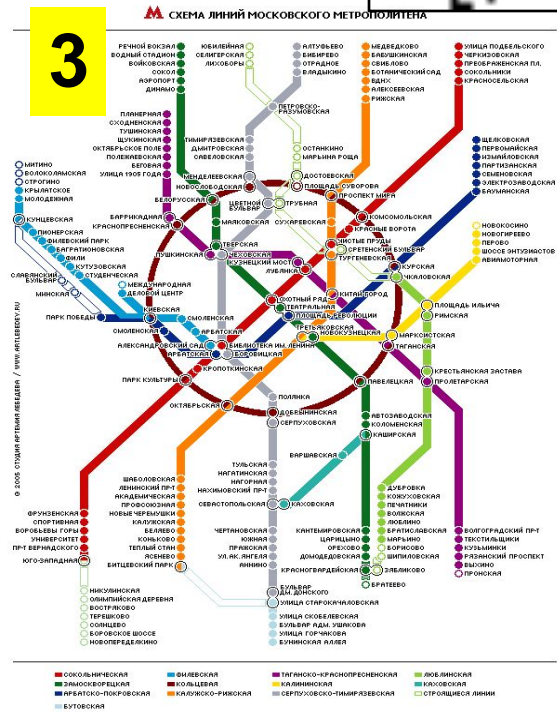 СХЕМА ЛИНИЙ МОСКОВСКОГО МЕТРОПОЛИТЕНА
3
РЕЧНОЙ ВОКЗАЛ
ВОДНЫЙ СТАДИОН
ВОЙКОВСКАЯ
СОКОЛ
АЭРОПОРТ
ДИНАМО
ЮБИЛЕЙНАЯ
СЕЛИГЕРСКАЯ
ЛИХОБОРЫ
АЛТУФЬЕВО
БИБИРЕВО
ОТРАДНОЕ
ВЛАДЫКИНО
МЕДВЕДКОВО
БАБУШКИНСКАЯ
СВИБЛОВО
БОТАНИЧЕСКИЙ САД
ВДНХ
АЛЕКСЕЕВСКАЯ
РИЖСКАЯ
УЛИЦА ПОДБЕЛЬСКОГО
ЧЕРКИЗОВСКАЯ
ПРЕОБРАЖЕНСКАЯ ПЛ.
СОКОЛЬНИКИ
КРАСНОСЕЛЬСКАЯ
ПЕТРОВСКО-
РАЗУМОВСКАЯ
ПЛАНЕРНАЯ
СХОДНЕНСКАЯ
ТУШИНСКАЯ
ЩУКИНСКАЯ
ОКТЯБРЬСКОЕ ПОЛЕ
ПОЛЕЖАЕВСКАЯ
БЕГОВАЯ
УЛИЦА 1905 ГОДА
ТИМИРЯЗЕВСКАЯ
ДМИТРОВСКАЯ
САВЕЛОВСКАЯ
ОСТАНКИНО
МАРЬИНА РОЩА
ЩЕЛКОВСКАЯ
ПЕРВОМАЙСКАЯ
ИЗМАЙЛОВСКАЯ
ПАРТИЗАНСКАЯ
СЕМЕНОВСКАЯ
ЭЛЕКТРОЗАВОДСКАЯ
БАУМАНСКАЯ
МИТИНО
ВОЛОКОЛАМСКАЯ
СТРОГИНО
КРЫЛАТСКОЕ
МОЛОДЕЖНАЯ
МЕНДЕЛЕЕВСКАЯ
НОВОСЛОБОДСКАЯ
ДОСТОЕВСКАЯ
ПЛОЩАДЬ СУВОРОВА
БЕЛОРУССКАЯ
ЦВЕТНОЙ
БУЛЬВАР
ТРУБНАЯ
ПРОСПЕКТ МИРА
КУНЦЕВСКАЯ
БАРРИКАДНАЯ
КРАСНОПРЕСНЕНСКАЯ
МАЯКОВСКАЯ
СУХАРЕВСКАЯ
КОМСОМОЛЬСКАЯ
КРАСНЫЕ ВОРОТА
НОВОКОСИНО
НОВОГИРЕЕВО
ПЕРОВО
ШОССЕ ЭНТУЗИАСТОВ
АВИАМОТОРНАЯ
ПИОНЕРСКАЯ
ФИЛЕВСКИЙ ПАРК
БАГРАТИОНОВСКАЯ
ФИЛИ
КУТУЗОВСКАЯ
СТУДЕНЧЕСКАЯ
СЛАВЯНСКИЙ
БУЛЬВАР
МИНСКАЯ
ПАРК ПОБЕДЫ
ТВЕРСКАЯ
ПУШКИНСКАЯ
ЧЕХОВСКАЯ
КУЗНЕЦКИЙ МОСТ
ЛУБЯНКА
ЧИСТЫЕ ПРУДЫ
СРЕТЕНСКИЙ БУЛЬВАР
ТУРГЕНЕВСКАЯ
КУРСКАЯ
ЧКАЛОВСКАЯ
МЕЖДУНАРОДНАЯ
ДЕЛОВОЙ ЦЕНТР
КИЕВСКАЯ
СМОЛЕНСКАЯ
СМОЛЕНСКАЯ
АРБАТСКАЯ
ОХОТНЫЙ РЯД
ТЕАТРАЛЬНАЯ
ПЛОЩАДЬ РЕВОЛЮЦИИ
КИТАЙ ГОРОД
ПЛОЩАДЬ ИЛЬИЧА
РИМСКАЯ
ТРЕТЬЯКОВСКАЯ
НОВОКУЗНЕЦКАЯ
МАРКСИСТСКАЯ
ТАГАНСКАЯ
АЛЕКСАНДРОВСКИЙ САД
БИБЛИОТЕКА ИМ. ЛЕНИНА
АРБАТСКАЯ
БОРОВИЦКАЯ
КРОПОТКИНСКАЯ
ПАРК КУЛЬТУРЫ
ПОЛЯНКА
ПАВЕЛЕЦКАЯ
КРЕСТЬЯНСКАЯ ЗАСТАВА
ПРОЛЕТАРСКАЯ
ОКТЯБРЬСКАЯ
ДОБРЫНИНСКАЯ
СЕРПУХОВСКАЯ
АВТОЗАВОДСКАЯ
КОЛОМЕНСКАЯ
КАШИРСКАЯ
ВАРШАВСКАЯ
ТУЛЬСКАЯ
НАГАТИНСКАЯ
НАГОРНАЯ
НАХИМОВСКИЙ ПР-Т
СЕВАСТОПОЛЬСКАЯ
КАХОВСКАЯ
ШАБОЛОВСКАЯ
ЛЕНИНСКИЙ ПР-Т
АКАДЕМИЧЕСКАЯ
ПРОФСОЮЗНАЯ
НОВЫЕ ЧЕРЕМУШКИ
КАЛУЖСКАЯ
БЕЛЯЕВО
КОНЬКОВО
ТЕПЛЫЙ СТАН
ЯСЕНЕВО
БИТЦЕВСКИЙ ПАРК
ДУБРОВКА
КОЖУХОВСКАЯ
ПЕЧАТНИКИ
ВОЛЖСКАЯ
ЛЮБЛИНО
БРАТИСЛАВСКАЯ
МАРЬИНО
БОРИСОВО
ШИПИЛОВСКАЯ
ЗЯБЛИКОВО
ФРУНЗЕНСКАЯ
СПОРТИВНАЯ
ВОРОБЬЕВЫ ГОРЫ
УНИВЕРСИТЕТ
ПР-Т ВЕРНАДСКОГО
ЮГО-ЗАПАДНАЯ
ЧЕРТАНОВСКАЯ
ЮЖНАЯ
ПРАЖСКАЯ
УЛ. АК. ЯНГЕЛЯ
АННИНО
КАНТЕМИРОВСКАЯ
ЦАРИЦЫНО
ОРЕХОВО
ДОМОДЕДОВСКАЯ
КРАСНОГВАРДЕЙСКАЯ
БРАТЕЕВО
ВОЛГОГРАДСКИЙ ПР-Т
ТЕКСТИЛЬЩИКИ
КУЗЬМИНКИ
РЯЗАНСКИЙ ПРОСПЕКТ
ВЫХИНО
ПРОНСКАЯ
НИКУЛИНСКАЯ
ОЛИМПИЙСКАЯ ДЕРЕВНЯ
ВОСТРЯКОВО
ТЕРЕШКОВО
СОЛНЦЕВО
БОРОВСКОЕ ШОССЕ
НОВОПЕРЕДЕЛКИНО
БУЛЬВАР
ДМ. ДОНСКОГО
УЛИЦА СТАРОКАЧАЛОВСКАЯ
УЛИЦА СКОБЕЛЕВСКАЯ
БУЛЬВАР АДМ. УШАКОВА
УЛИЦА ГОРЧАКОВА
БУНИНСКАЯ АЛЛЕЯ
© 2005 СТУДИЯ АРТЕМИЯ ЛЕБЕДЕВА / WWW.ARTLEBEDEV.RU
СОКОЛЬНИЧЕСКАЯ
ЗАМОСКВОРЕЦКАЯ
АРБАТСКО-ПОКРОВСКАЯ
БУТОВСКАЯ
ФИЛЕВСКАЯ
КОЛЬЦЕВАЯ
КАЛУЖСКО-РИЖСКАЯ
ТАГАНСКО-КРАСНОПРЕСНЕНСКАЯ
КАЛИНИНСКАЯ
СЕРПУХОВСКО-ТИМИРЯЗЕВСКАЯ
ЛЮБЛИНСКАЯ
КАХОВСКАЯ
СТРОЯЩИЕСЯ ЛИНИИ